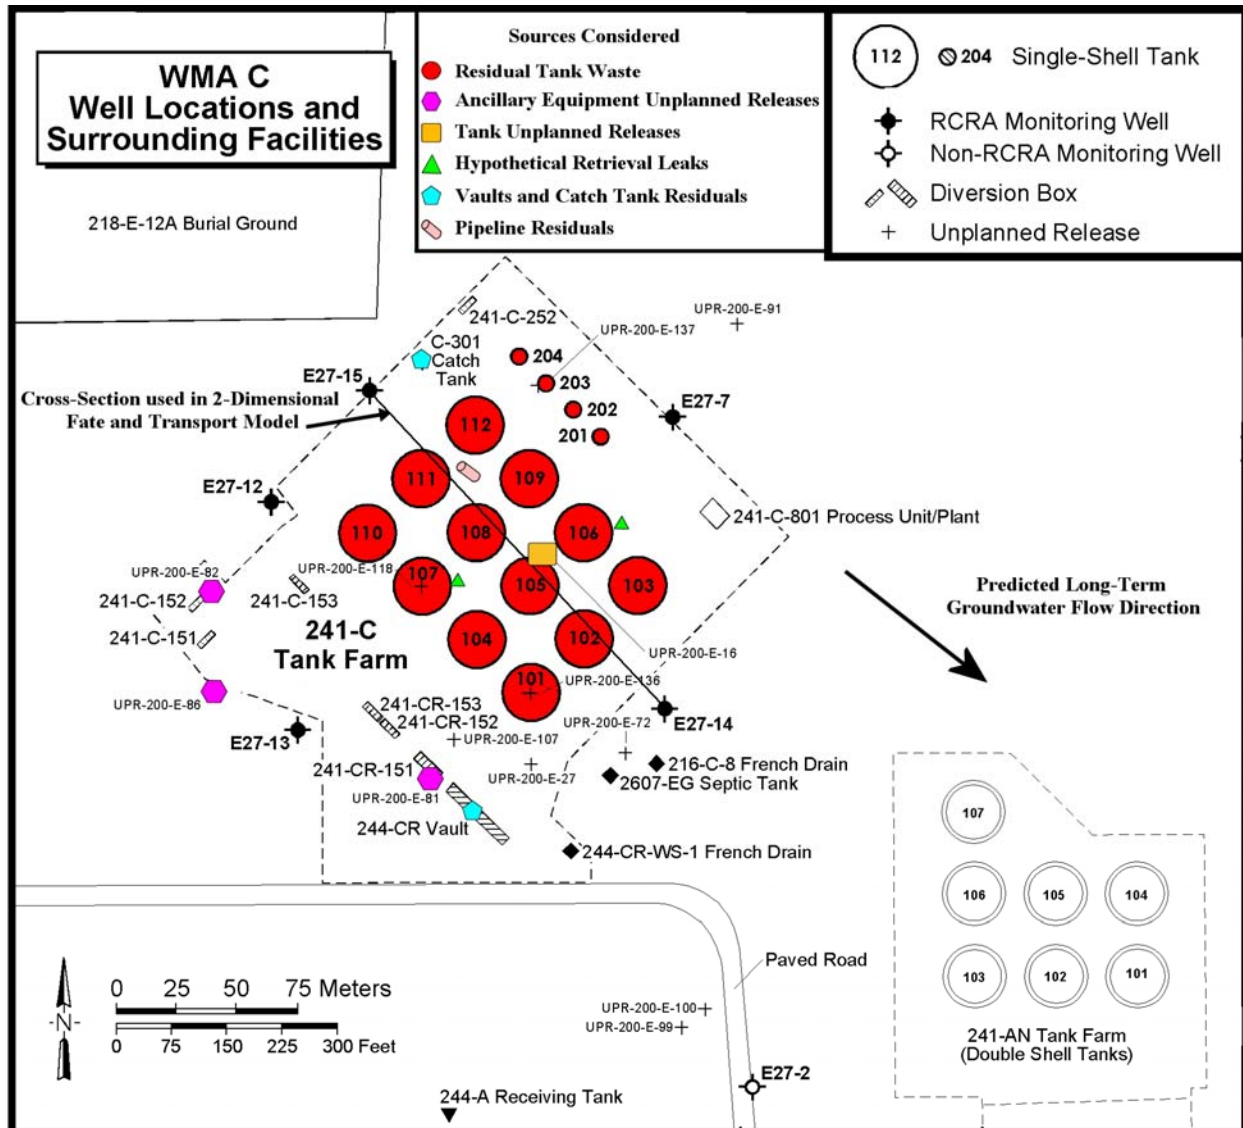 WMA C
Well Locations and
Surrounding Facilities
218-E-12A Burial Ground
Sources Considered
Residual Tank Waste
Ancillary Equipment Unplanned Releases
Tank Unplanned Releases
Hypothetical Retrieval Leaks
Vaults and Catch Tank Residuals
Pipeline Residuals
112 204 Single-Shell Tank
RCRA Monitoring Well
Non-RCRA Monitoring Well
Diversion Box
Unplanned Release
241-C-252
UPR-200-E-91
UPR-200-E-137
C-301
Catch
Tank
204
203
202
201
E27-15
E27-7
Cross-Section used in 2-Dimensional
Fate and Transport Model
112
111
109
E27-12
110
108
106
241-C-801 Process Unit/Plant
UPR-200-E-82
UPR-200-E-118
107
105
103
241-C-152
241-C-153
Predicted Long-Term
Groundwater Flow Direction
241-C-151
241-C
Tank Farm
104
102
UPR-200-E-16
101
UPR-200-E-136
UPR-200-E-86
241-CR-153
241-CR-152
UPR-200-E-72
E27-14
E27-13
UPR-200-E-107
241-CR-151
UPR-200-E-27
216-C-8 French Drain
2607-EG Septic Tank
UPR-200-E-81
244-CR Vault
244-CR-WS-1 French Drain
107
106
105
104
103
102
101
241-AN Tank Farm
(Double Shell Tanks)
Paved Road
-N-
0 25 50 75 Meters
0 75 150 225 300 Feet
UPR-200-E-100
UPR-200-E-99
E27-2
244-A Receiving Tank